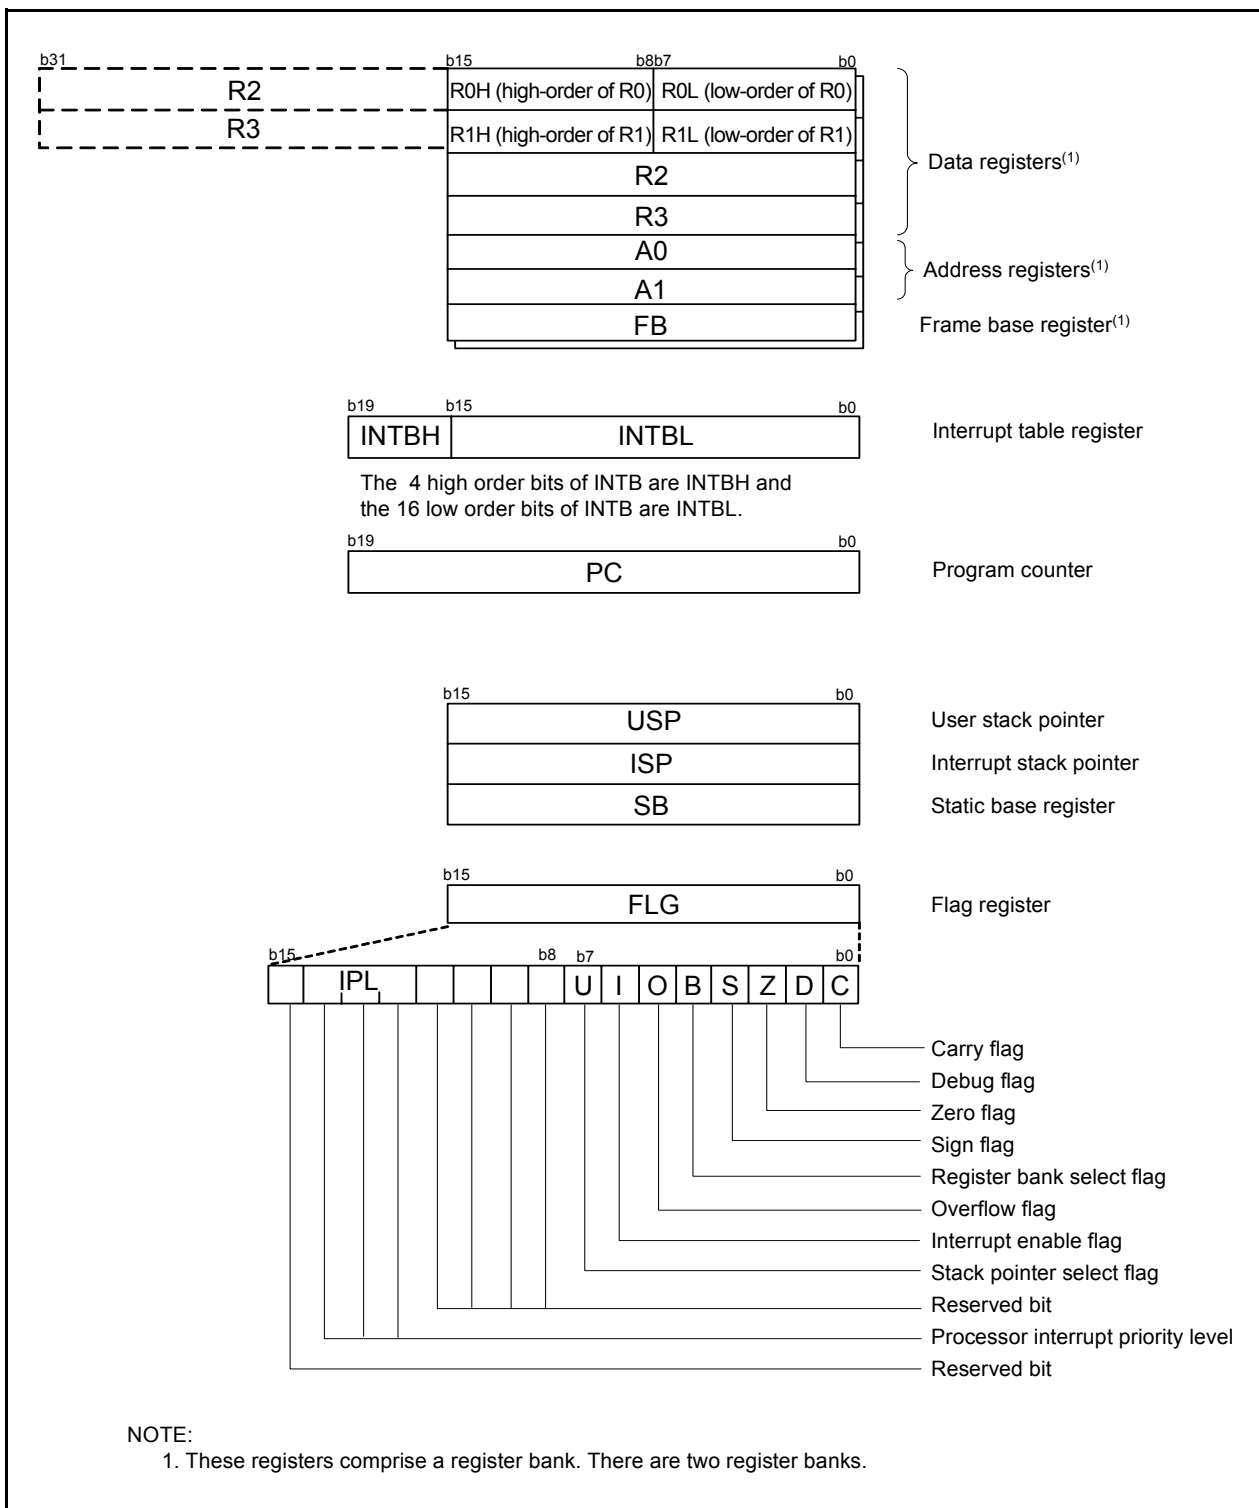 b31 b15 b8b7 b0
R2 R0H (high-order of R0) R0L (low-order of R0)
R3 R1H (high-order of R1) R1L (low-order of R1)
Data registers(1)
R2
R3
A0
Address registers(1)
A1
FB Frame base register(1)
b19 b15 b0
INTBH INTBL Interrupt table register
The 4 high order bits of INTB are INTBH and
the 16 low order bits of INTB are INTBL.
b19 b0
PC Program counter
b15 b0
USP User stack pointer
ISP Interrupt stack pointer
SB Static base register
b15 b0
FLG Flag register
b15 b8 b7 b0
IPL U I O B S Z D C
Carry flag
Debug flag
Zero flag
Sign flag
Register bank select flag
Overflow flag
Interrupt enable flag
Stack pointer select flag
Reserved bit
Processor interrupt priority level
Reserved bit
NOTE:
1. These registers comprise a register bank. There are two register banks.